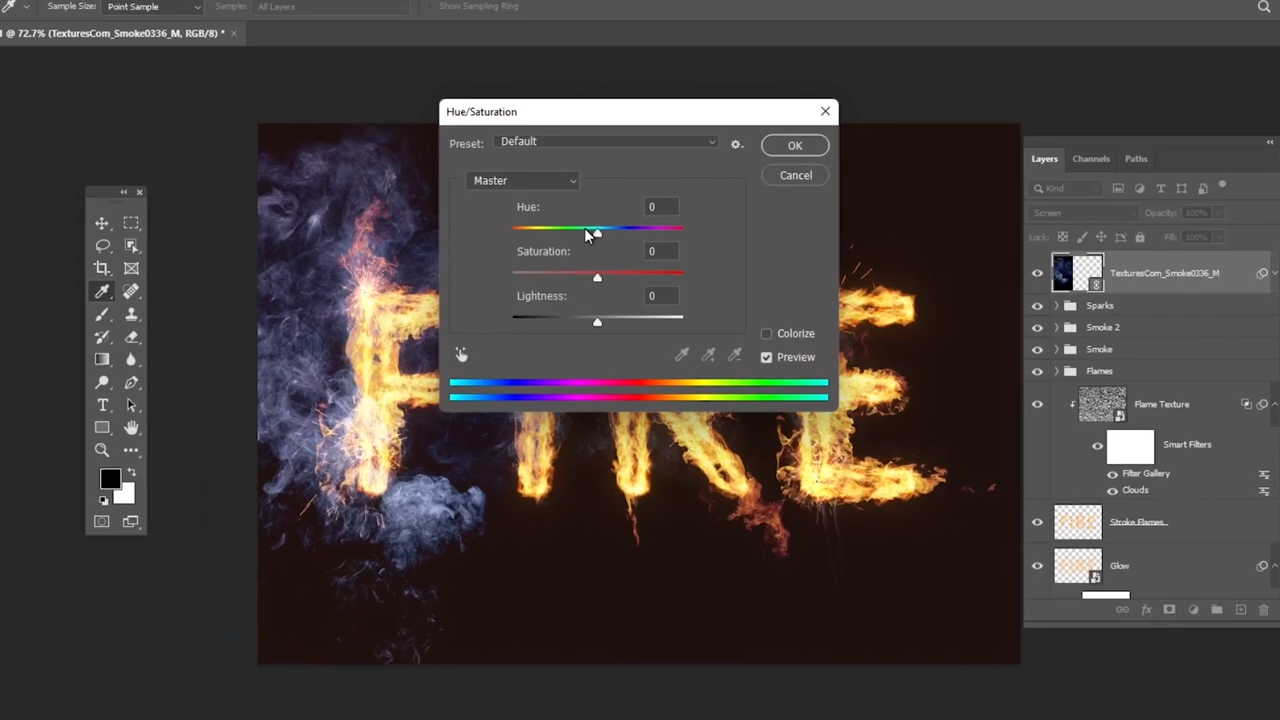 Sample Size: Point Sample Sample: All Layers Show Sampling Ring
@ 72.7% (TexturesCom_Smoke0336_M, RGB/8) * ×
Hue/Saturation
Preset: Default
OK
Master
Cancel
Hue: 0
Saturation: 0
Lightness: 0
Colorize
Preview
Layers Channels Paths
Kind
Screen Opacity: 100%
Lock: Fill: 100%
TexturesCom_Smoke0336_M
Sparks
Smoke 2
Smoke
Flames
Flame Texture
Smart Filters
Filter Gallery
Clouds
Stroke Flames
Glow